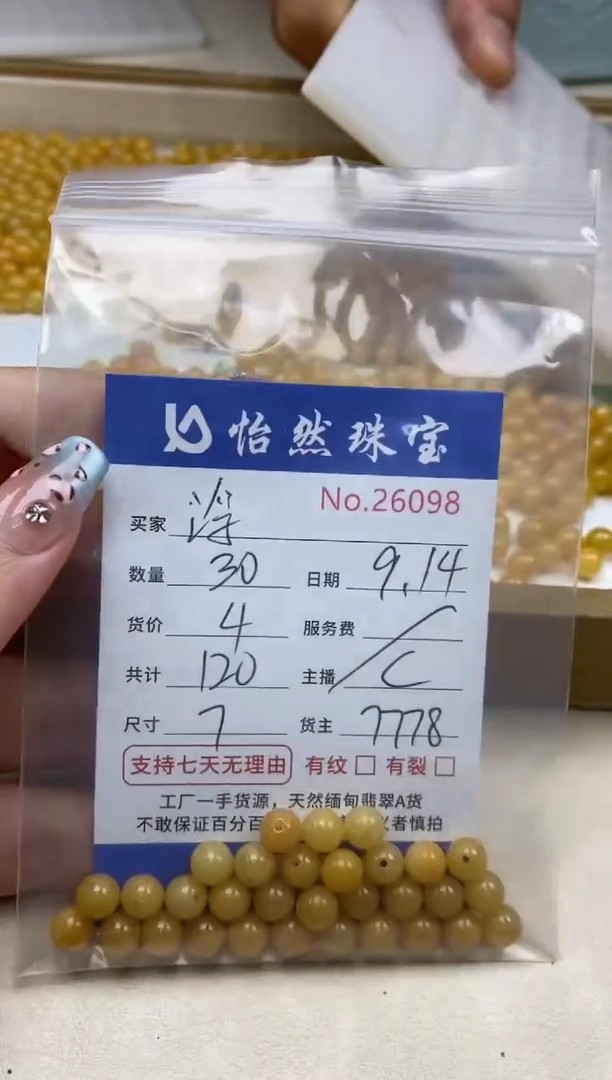 怡然珠宝
No.26098
买家
数量 30 日期 9.14
货价 4 服务费 /
共计 120 主播 / C
尺寸 7 货主 7778
支持七天无理由 有纹 □ 有裂 □
工厂一手货源，天然缅甸翡翠A货
不敢保证百分百 者慎拍